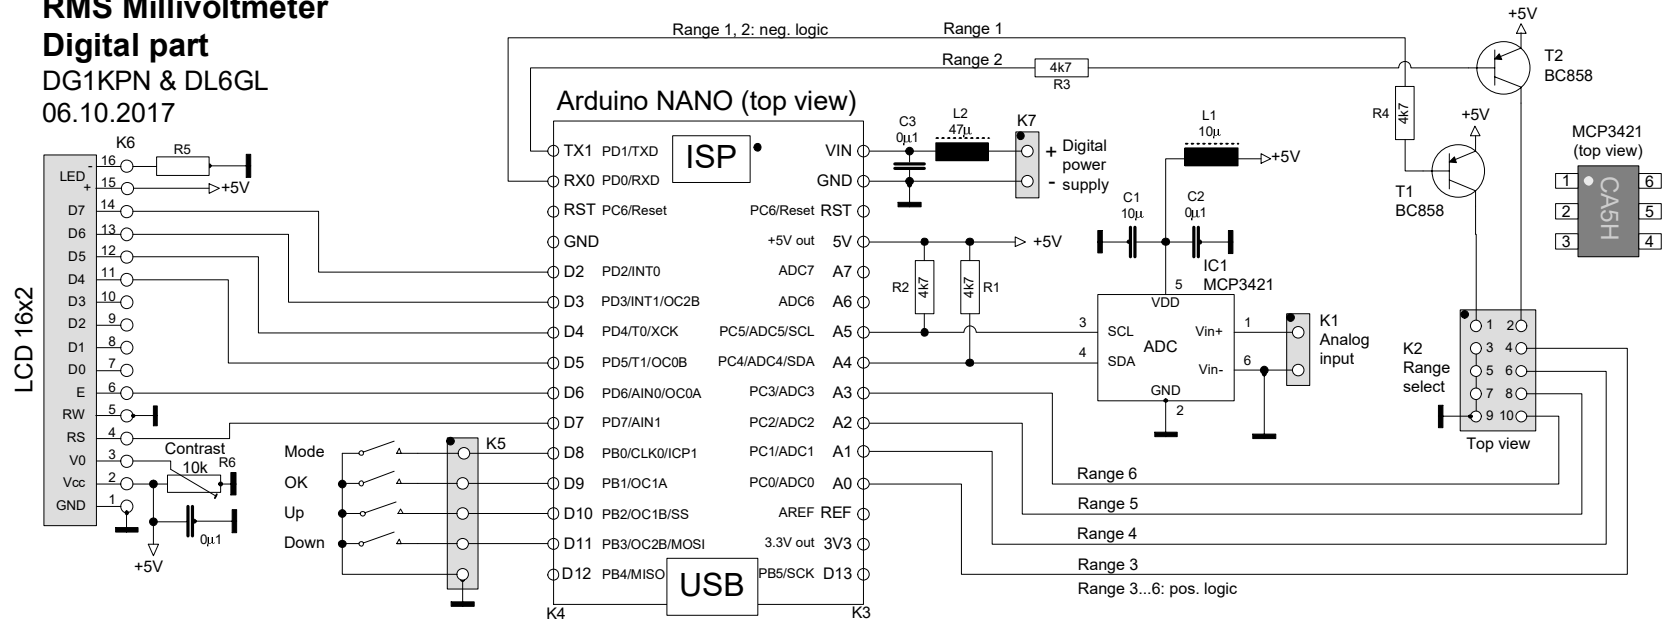 RMS Millivoltmeter
Digital part
DG1KPN & DL6GL
06.10.2017
Range 1, 2: neg. logic
Range 1
Range 2
4k7
R3
+5V
T2
BC858
R4
4k7
+5V
T1
BC858
MCP3421
(top view)
1
2
3
CA5H
6
5
4
K6
LCD 16x2
LED
-
+
16
15
D7 14
D6 13
D5 12
D4 11
D3 10
D2 9
D1 8
D0 7
E 6
RW 5
RS 4
V0 3
Vcc 2
GND 1
R5
+5V
Contrast
10k
R6
0µ1
+5V
Mode
OK
Up
Down
K5
Arduino NANO (top view)
ISP
TX1 PD1/TXD
RX0 PD0/RXD
RST PC6/Reset
GND
D2 PD2/INT0
D3 PD3/INT1/OC2B
D4 PD4/T0/XCK
D5 PD5/T1/OC0B
D6 PD6/AIN0/OC0A
D7 PD7/AIN1
D8 PB0/CLK0/ICP1
D9 PB1/OC1A
D10 PB2/OC1B/SS
D11 PB3/OC2B/MOSI
D12 PB4/MISO
USB
VIN
GND
PC6/Reset RST
+5V out 5V
ADC7 A7
ADC6 A6
PC5/ADC5/SCL A5
PC4/ADC4/SDA A4
PC3/ADC3 A3
PC2/ADC2 A2
PC1/ADC1 A1
PC0/ADC0 A0
AREF REF
3.3V out 3V3
PB5/SCK D13
K4
K3
C3
0µ1
L2
47µ
K7
+ Digital
power
- supply
L1
10µ
+5V
C1
10µ
C2
0µ1
+5V
R2
4k7
4k7
R1
IC1
MCP3421
5
VDD
3
SCL
4
SDA
ADC
Vin+
1
Vin-
6
GND
2
K1
Analog
input
K2
Range
select
1 2
3 4
5 6
7 8
9 10
Top view
Range 6
Range 5
Range 4
Range 3
Range 3...6: pos. logic